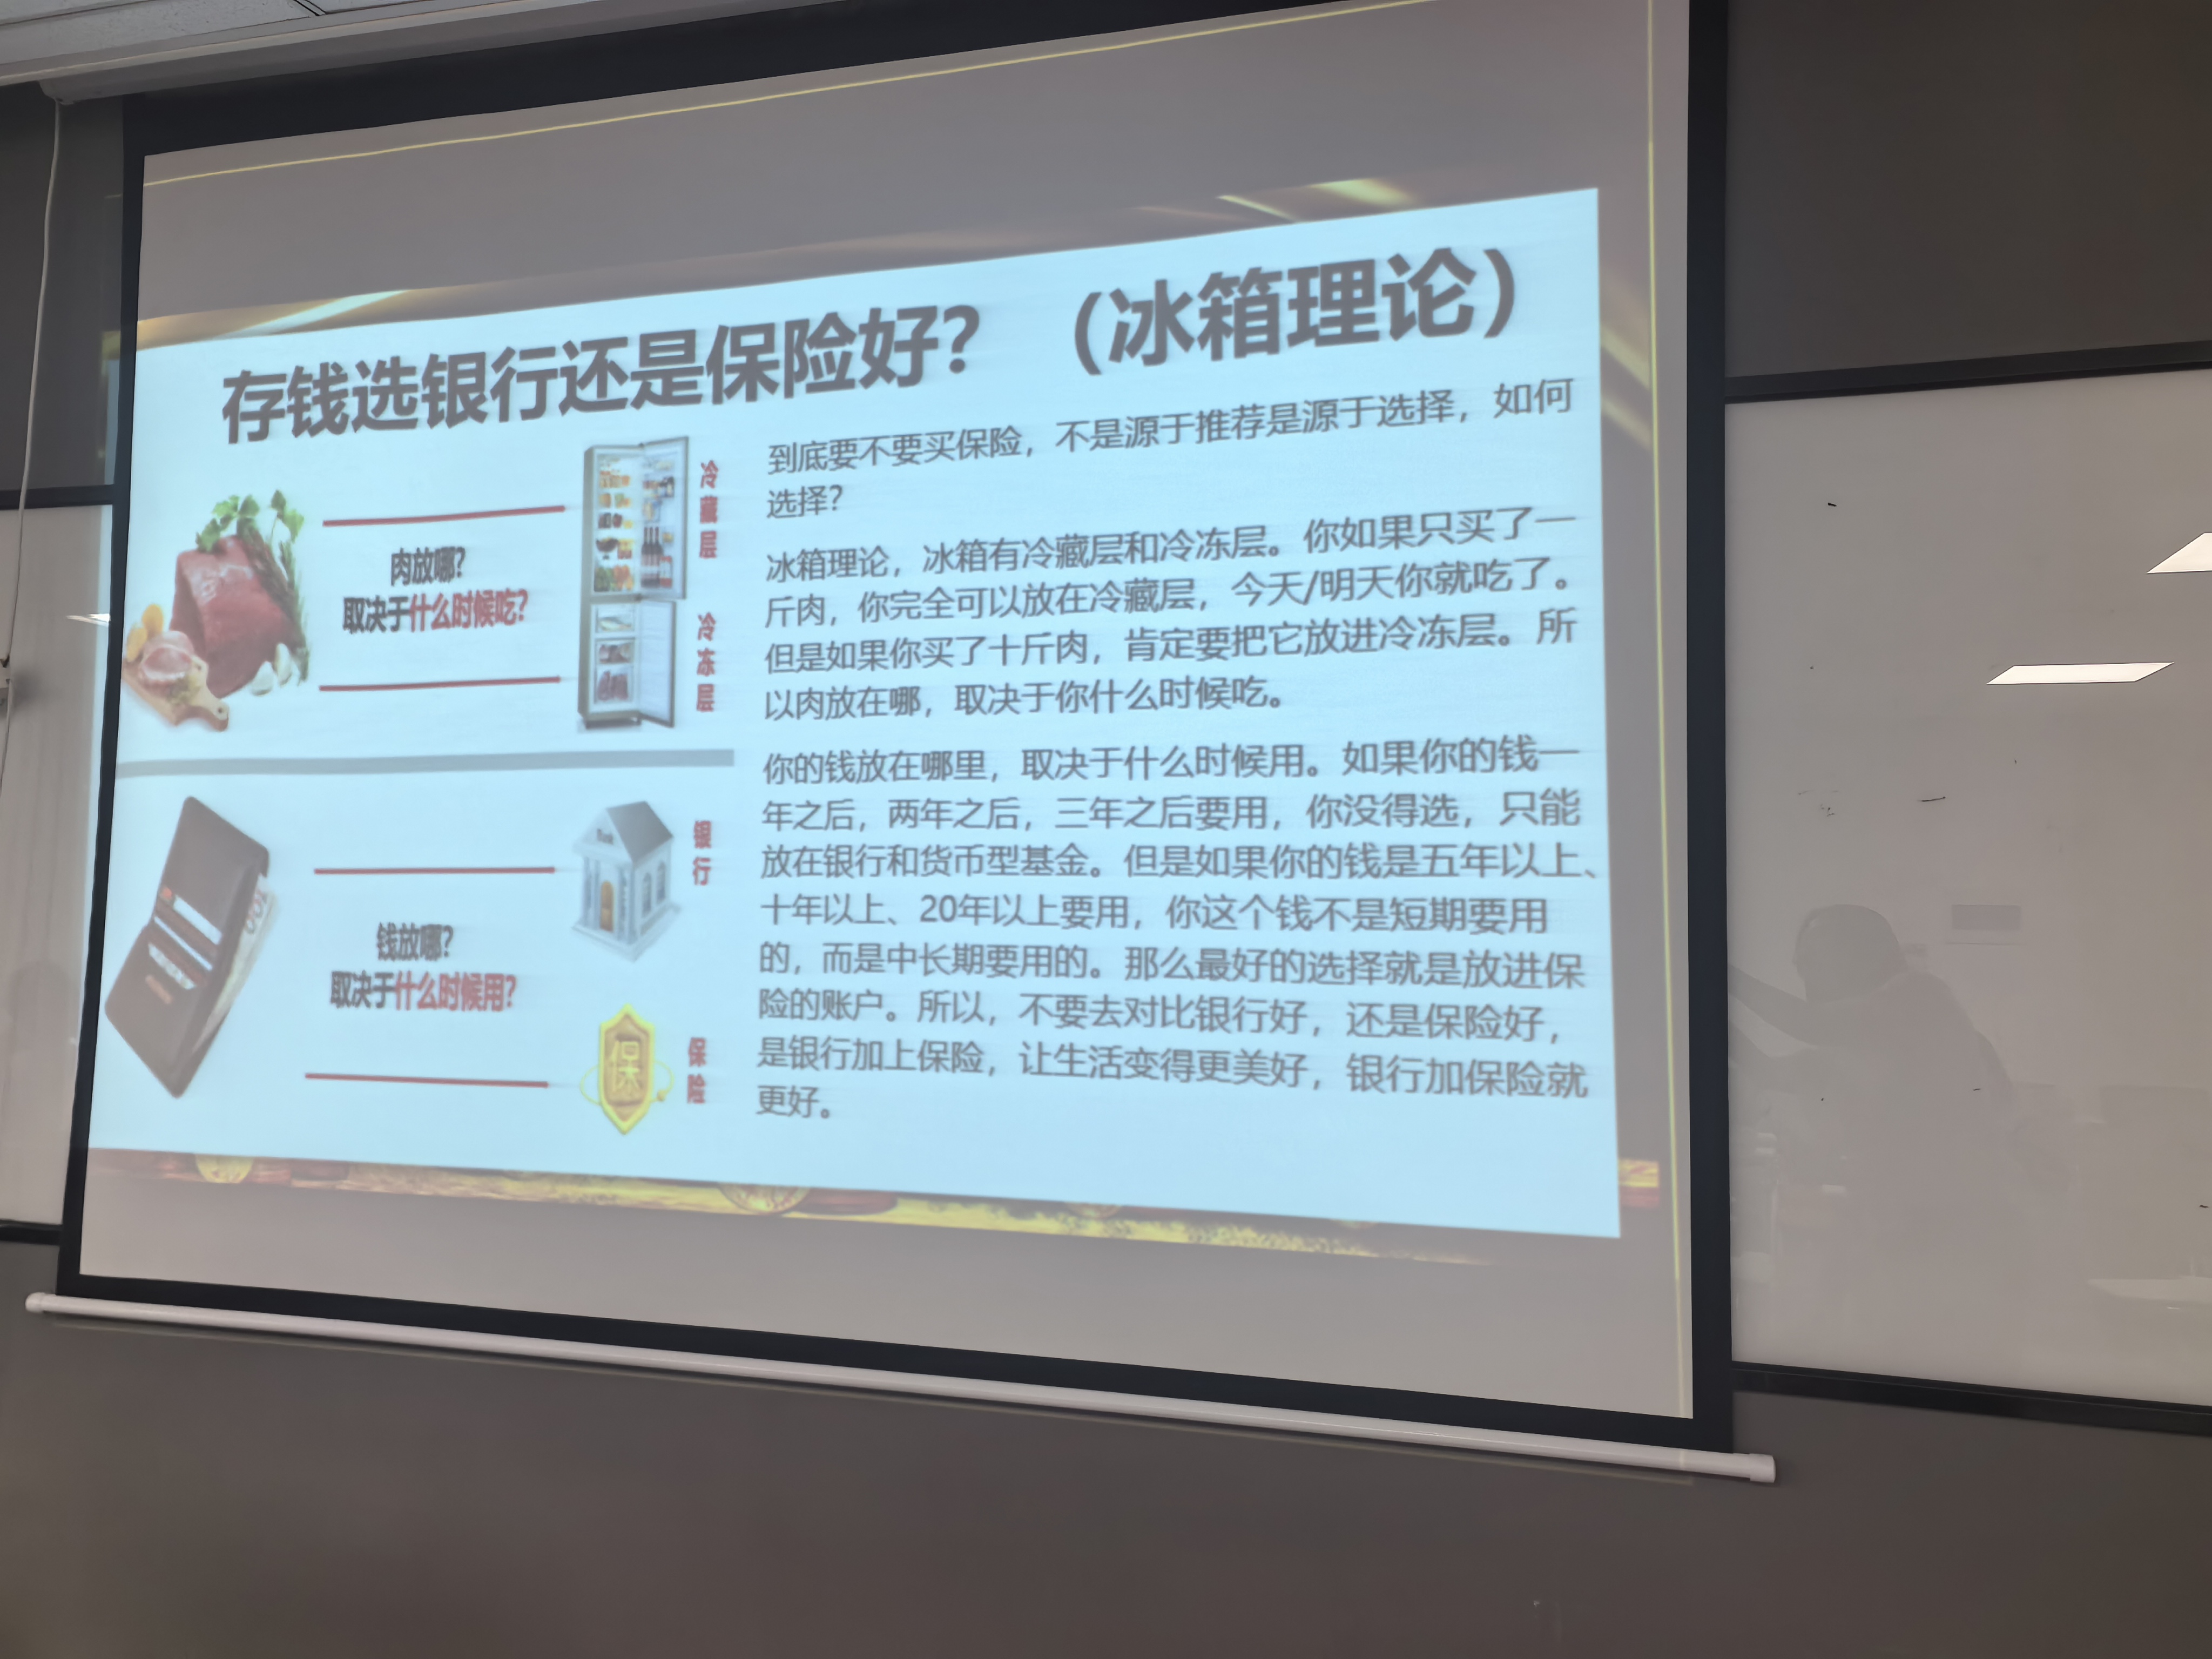 存钱选银行还是保险好？（冰箱理论）
肉放哪？
取决于什么时候吃？
冷藏层
冷冻层
钱放哪？
取决于什么时候用？
银行
保
保险
到底要不要买保险，不是源于推荐是源于选择，如何
选择？
冰箱理论，冰箱有冷藏层和冷冻层。你如果只买了一
斤肉，你完全可以放在冷藏层，今天/明天你就吃了。
但是如果你买了十斤肉，肯定要把它放进冷冻层。所
以肉放在哪，取决于你什么时候吃。
你的钱放在哪里，取决于什么时候用。如果你的钱一
年之后，两年之后，三年之后要用，你没得选，只能
放在银行和货币型基金。但是如果你的钱是五年以上、
十年以上、20年以上要用，你这个钱不是短期要用
的，而是中长期要用的。那么最好的选择就是放进保
险的账户。所以，不要去对比银行好，还是保险好，
是银行加上保险，让生活变得更美好，银行加保险就
更好。